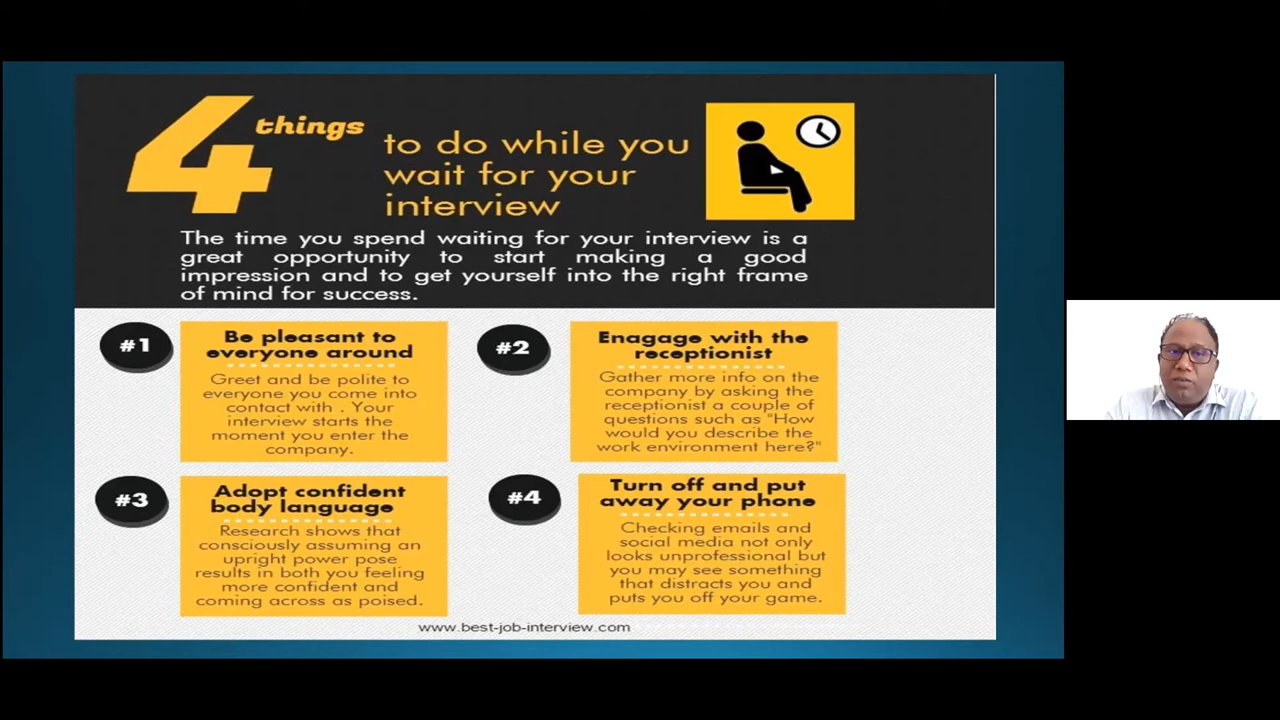 4 things
to do while you
wait for your
interview
The time you spend waiting for your interview is a
great opportunity to start making a good
impression and to get yourself into the right frame
of mind for success.
#1
Be pleasant to
everyone around
Greet and be polite to
everyone you come into
contact with . Your
interview starts the
moment you enter the
company.
#2
Enagage with the
receptionist
Gather more info on the
company by asking the
receptionist a couple of
questions such as "How
would you describe the
work environment here?"
#3
Adopt confident
body language
Research shows that
consciously assuming an
upright power pose
results in both you feeling
more confident and
coming across as poised.
#4
Turn off and put
away your phone
Checking emails and
social media not only
looks unprofessional but
you may see something
that distracts you and
puts you off your game.
www.best-job-interview.com